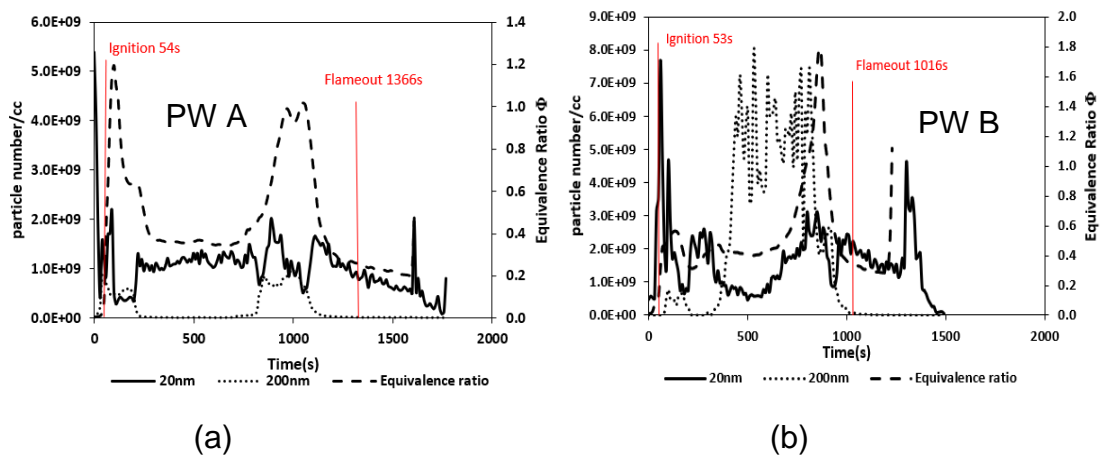 particle number/cc
6.0E+09
5.0E+09
4.0E+09
3.0E+09
2.0E+09
1.0E+09
0.0E+00
Ignition 54s
Flameout 1366s
PW A
1.4
1.2
1.0
0.8
0.6
0.4
0.2
0.0
Equivalence Ratio Φ
0 500 1000 1500 2000
Time(s)
20nm 200nm Equivalence ratio
(a)
particle number/cc
9.0E+09
8.0E+09
7.0E+09
6.0E+09
5.0E+09
4.0E+09
3.0E+09
2.0E+09
1.0E+09
0.0E+00
Ignition 53s
Flameout 1016s
PW B
2.0
1.8
1.6
1.4
1.2
1.0
0.8
0.6
0.4
0.2
0.0
Equivalence Ratio Φ
0 500 1000 1500 2000
Time(s)
20nm 200nm Equivalence ratio
(b)